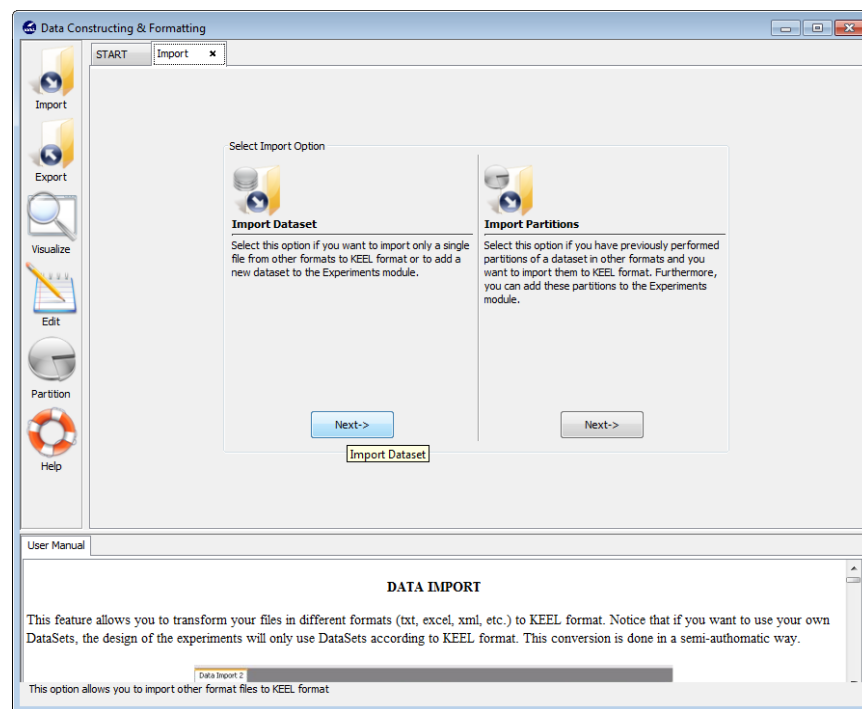 Data Constructing & Formatting
START
Import
Import
Export
Visualize
Edit
Partition
Help
Select Import Option
Import Dataset
Select this option if you want to import only a single
file from other formats to KEEL format or to add a
new dataset to the Experiments module.
Next->
Import Dataset
Import Partitions
Select this option if you have previously performed
partitions of a dataset in other formats and you
want to import them to KEEL format. Furthermore,
you can add these partitions to the Experiments
module.
Next->
User Manual
DATA IMPORT
This feature allows you to transform your files in different formats (txt, excel, xml, etc.) to KEEL format. Notice that if you want to use your own
DataSets, the design of the experiments will only use DataSets according to KEEL format. This conversion is done in a semi-authomatic way.
Data Import 2
This option allows you to import other format files to KEEL format